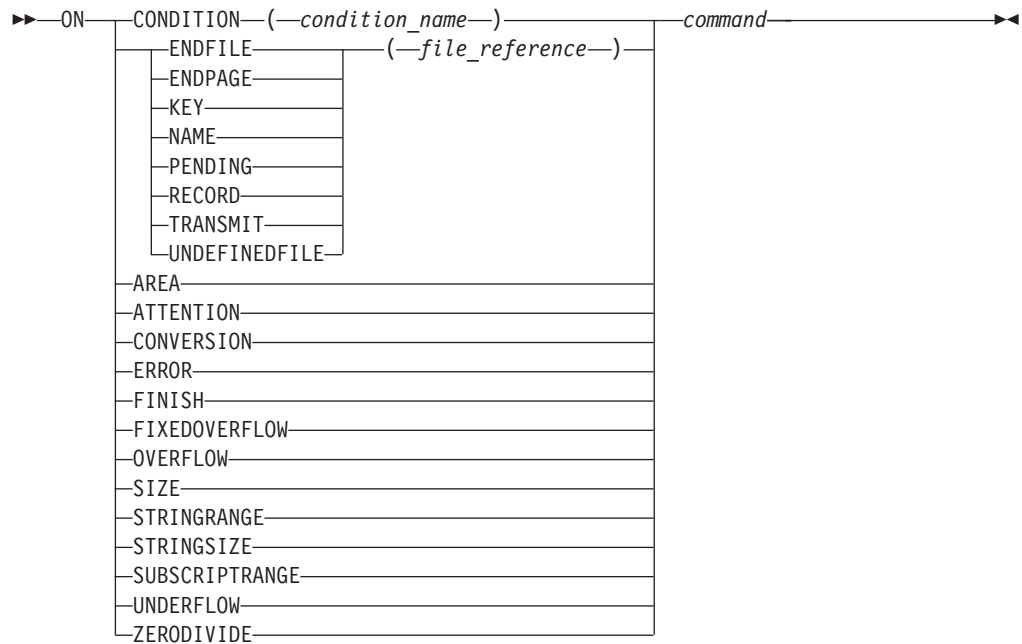 ON CONDITION ( condition_name ) command
ENDFILE ( file_reference )
ENDPAGE
KEY
NAME
PENDING
RECORD
TRANSMIT
UNDEFINEDFILE
AREA
ATTENTION
CONVERSION
ERROR
FINISH
FIXEDOVERFLOW
OVERFLOW
SIZE
STRINGRANGE
STRINGSIZE
SUBSCRIPTRANGE
UNDERFLOW
ZERODIVIDE